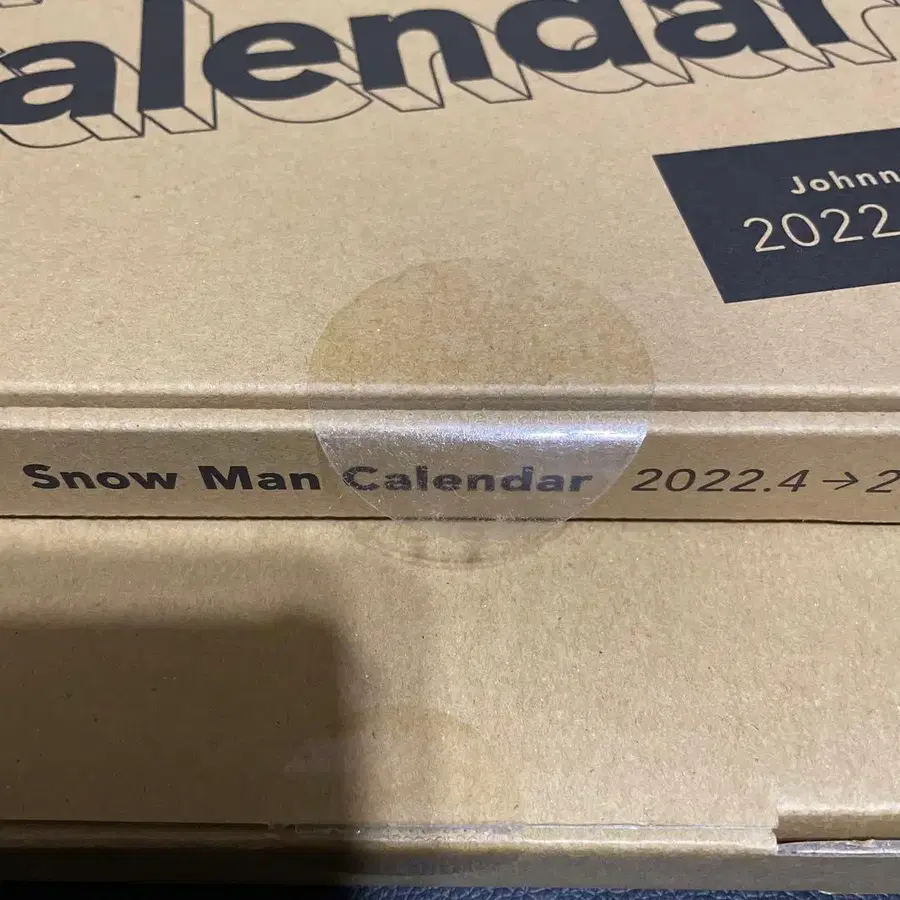 alendar
Johnn
2022.
Snow Man Calendar 2022.4→2